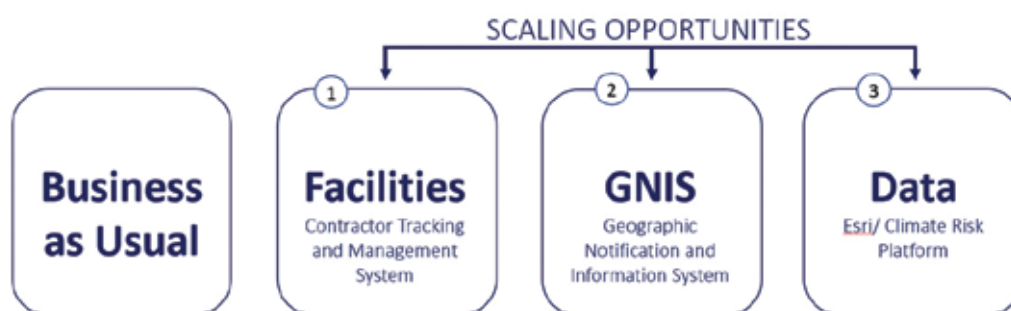 SCALING OPPORTUNITIES
Business
as Usual
1
Facilities
Contractor Tracking
and Management
System
2
GNIS
Geographic
Notification and
Information System
3
Data
Esri/ Climate Risk
Platform